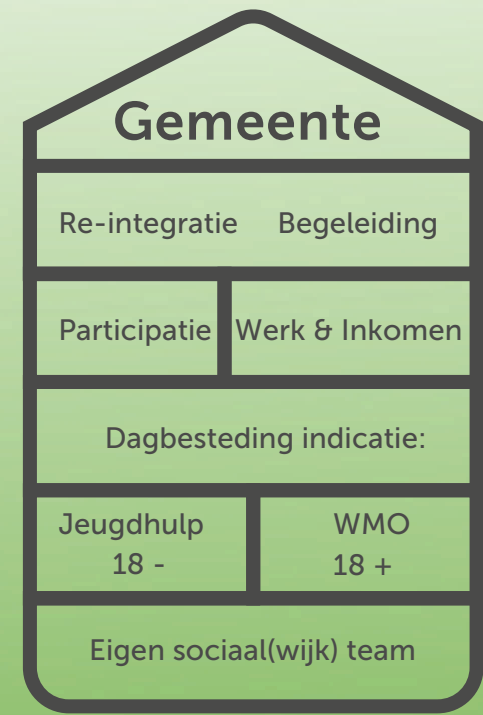 Gemeente
Re-integratie Begeleiding
Participatie Werk & Inkomen
Dagbesteding indicatie:
Jeugdhulp WMO
18 - 18 +
Eigen sociaal(wijk) team